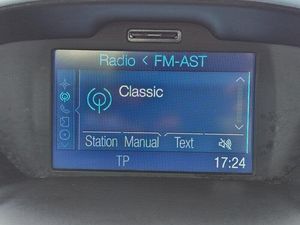 Radio < FM-AST
Classic
Station Manual Text
TP 17:24